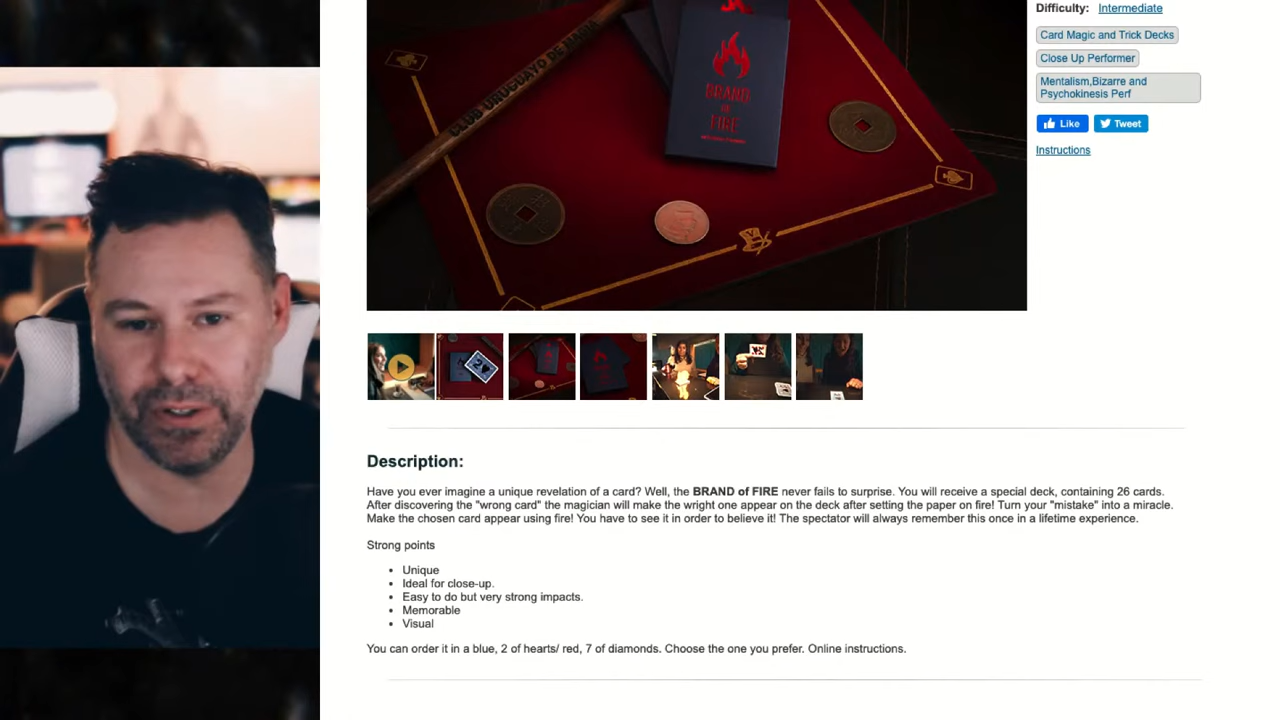 Difficulty: Intermediate
Card Magic and Trick Decks
Close Up Performer
Mentalism,Bizarre and
Psychokinesis Perf
Like Tweet
Instructions
CLUB URUGUAYO DE MAGIA
BRAND
OF
FIRE
Description:
Have you ever imagine a unique revelation of a card? Well, the BRAND of FIRE never fails to surprise. You will receive a special deck, containing 26 cards.
After discovering the "wrong card" the magician will make the wright one appear on the deck after setting the paper on fire! Turn your "mistake" into a miracle.
Make the chosen card appear using fire! You have to see it in order to believe it! The spectator will always remember this once in a lifetime experience.
Strong points
• Unique
• Ideal for close-up.
• Easy to do but very strong impacts.
• Memorable
• Visual
You can order it in a blue, 2 of hearts/ red, 7 of diamonds. Choose the one you prefer. Online instructions.